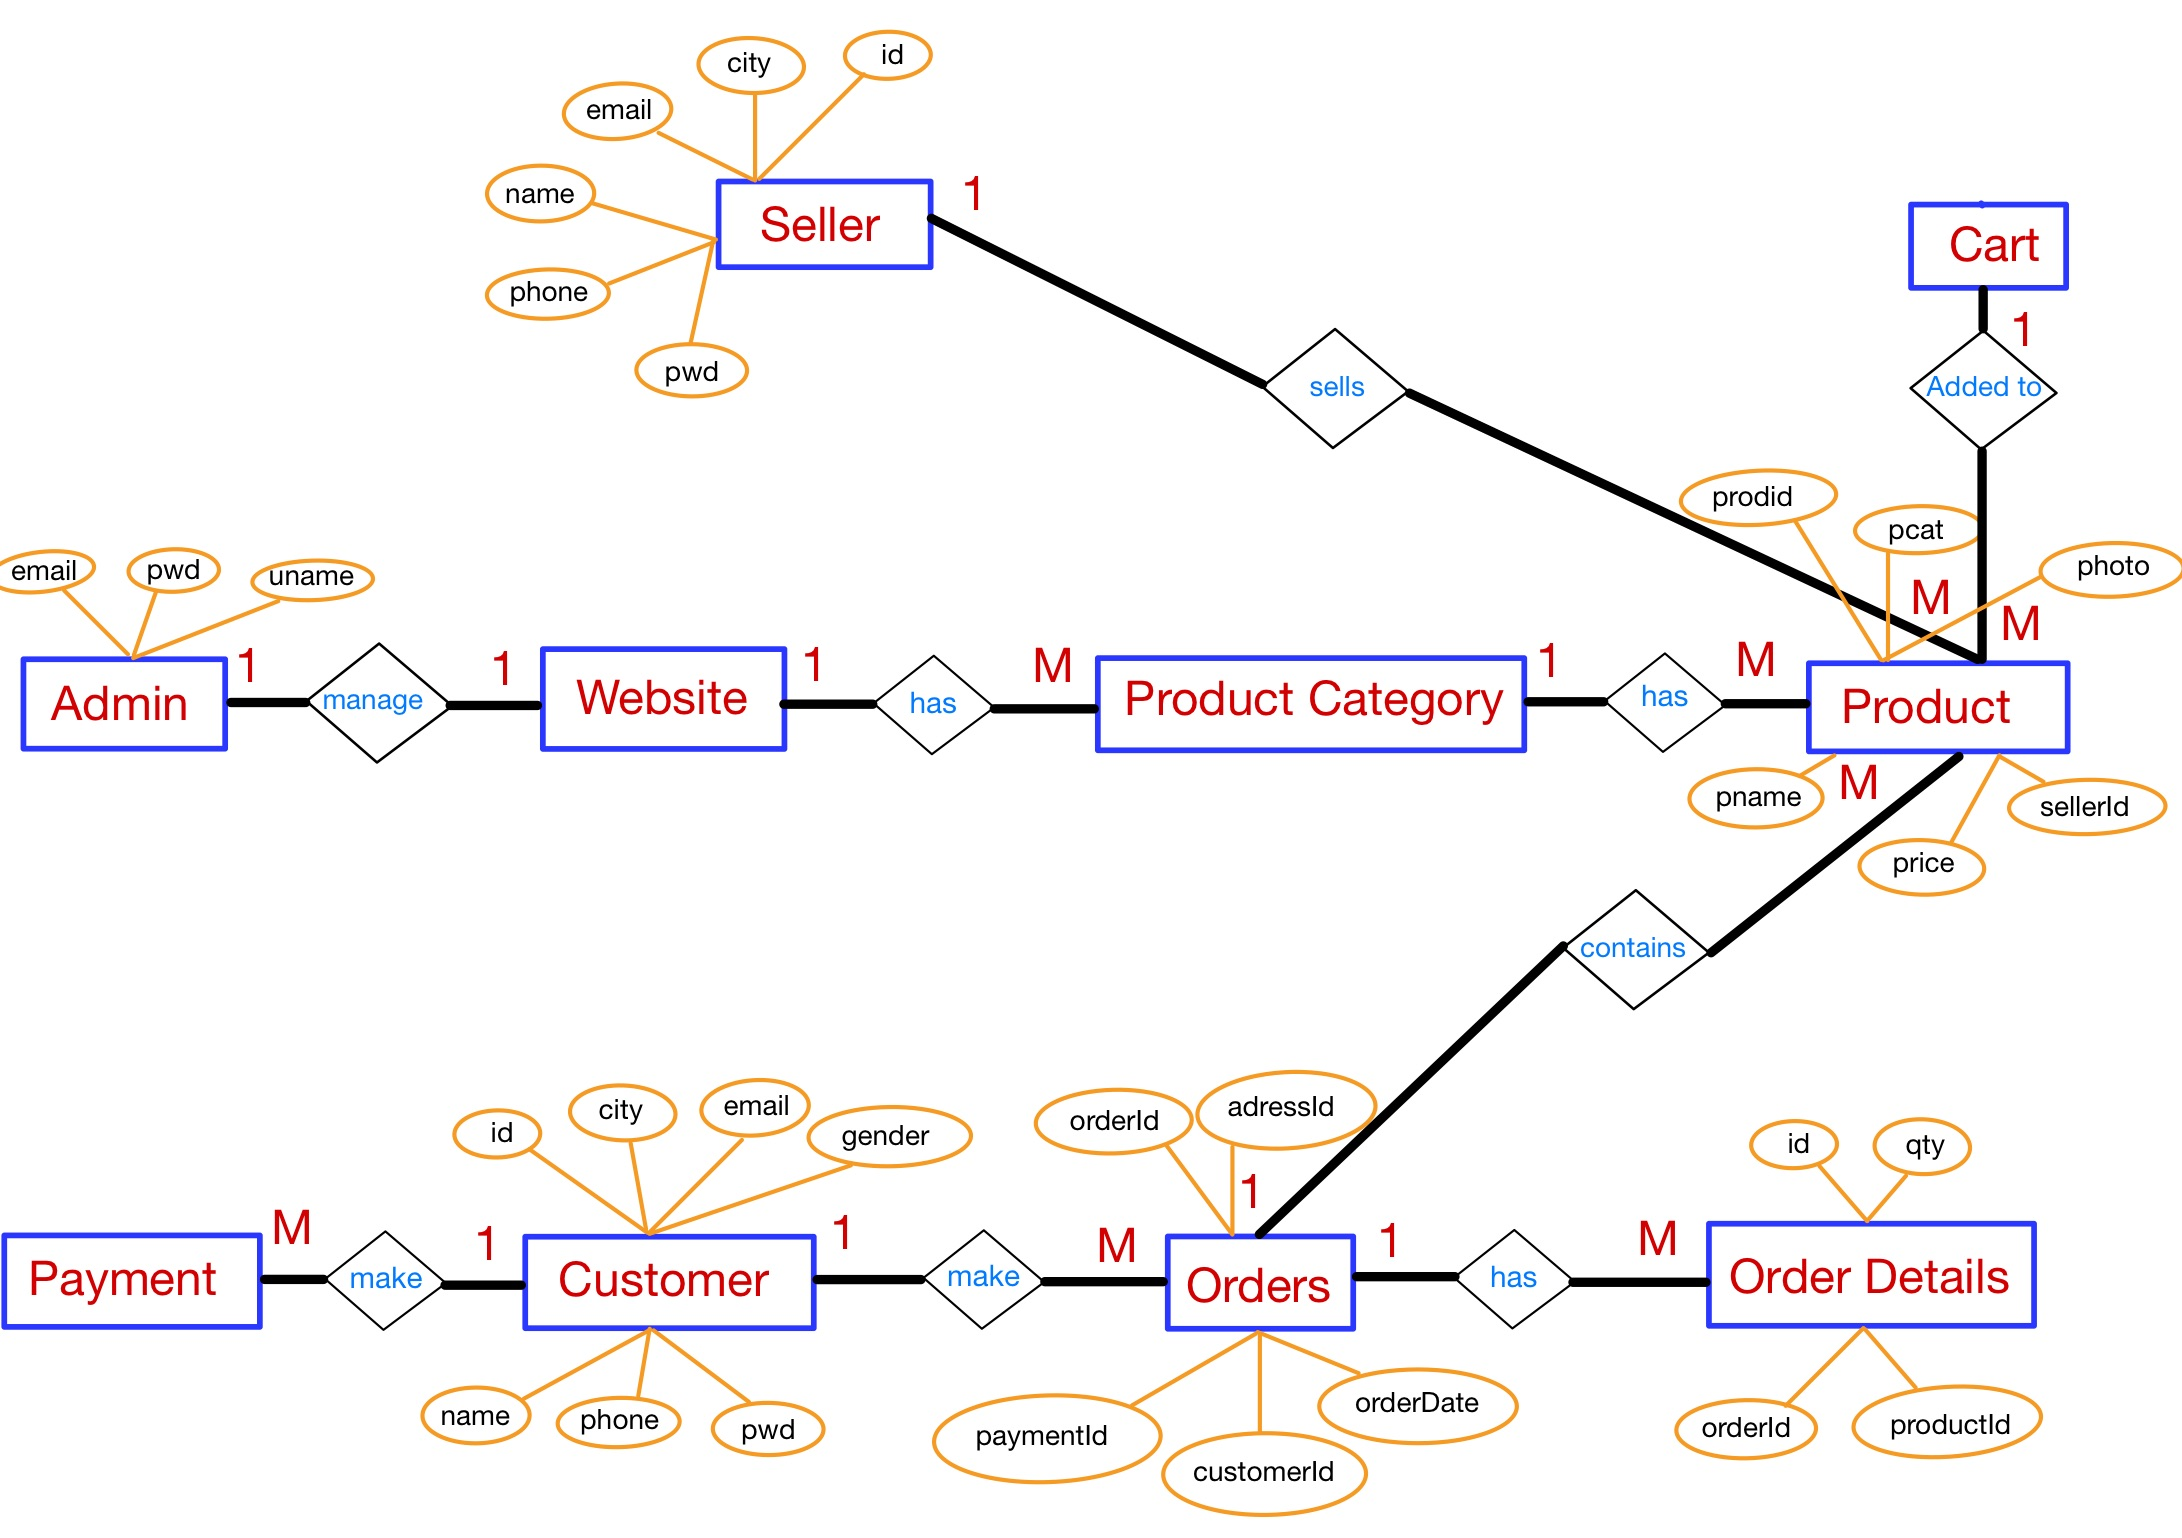 city
id
email
name
Seller
1
phone
pwd
Cart
1
sells
Added to
prodid
pcat
photo
M
M
email
pwd
uname
Admin
1
manage
1
Website
1
has
M
Product Category
1
has
M
Product
pname
M
sellerId
price
contains
id
city
email
gender
orderId
adressId
1
id
qty
Payment
M
make
1
Customer
1
make
M
Orders
1
has
M
Order Details
name
phone
pwd
paymentId
customerId
orderDate
orderId
productId